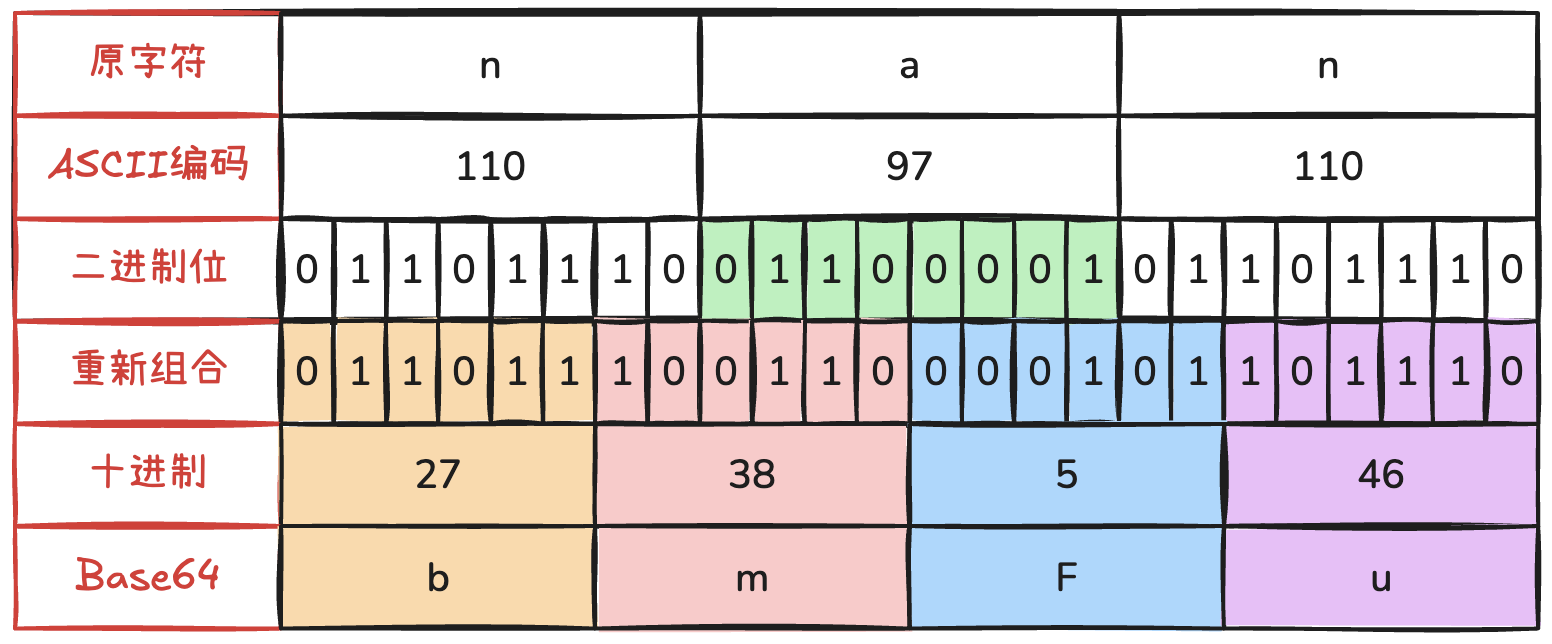 原字符 n a n
ASCII编码 110 97 110
二进制位 0 1 1 0 1 1 1 0 0 1 1 0 0 0 0 1 0 1 1 0 1 1 1 0
重新组合 0 1 1 0 1 1 1 0 0 1 1 0 0 0 0 1 0 1 1 0 1 1 1 0
十进制 27 38 5 46
Base64 b m F u